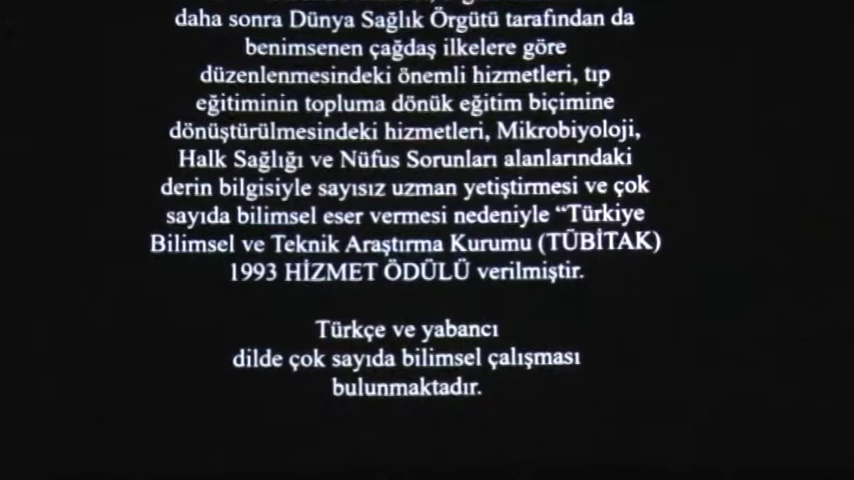 daha sonra Dünya Sağlık Örgütü tarafından da
benimsenen çağdaş ilkelere göre
düzenlenmesindeki önemli hizmetleri, tıp
eğitiminin topluma dönük eğitim biçimine
dönüştürülmesindeki hizmetleri, Mikrobiyoloji,
Halk Sağlığı ve Nüfus Sorunları alanlarındaki
derin bilgisiyle sayısız uzman yetiştirmesi ve çok
sayıda bilimsel eser vermesi nedeniyle “Türkiye
Bilimsel ve Teknik Araştırma Kurumu (TÜBİTAK)
1993 HİZMET ÖDÜLÜ verilmiştir.
Türkçe ve yabancı
dilde çok sayıda bilimsel çalışması
bulunmaktadır.